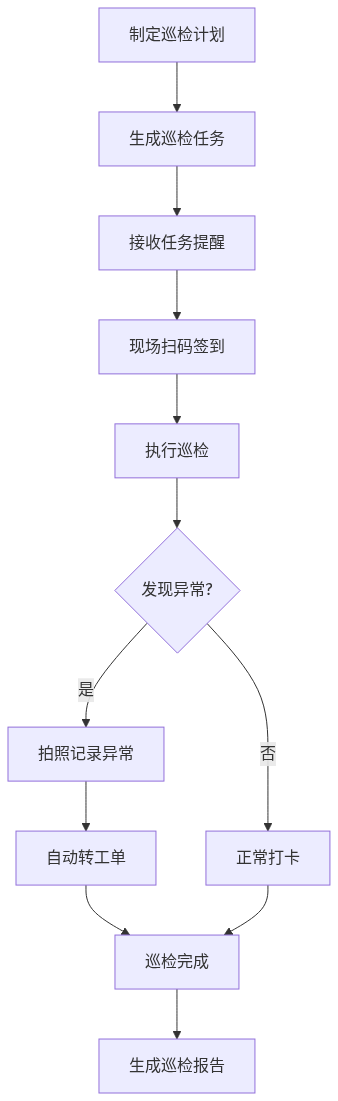 制定巡检计划
生成巡检任务
接收任务提醒
现场扫码签到
执行巡检
发现异常?
是
否
拍照记录异常
自动转工单
正常打卡
巡检完成
生成巡检报告